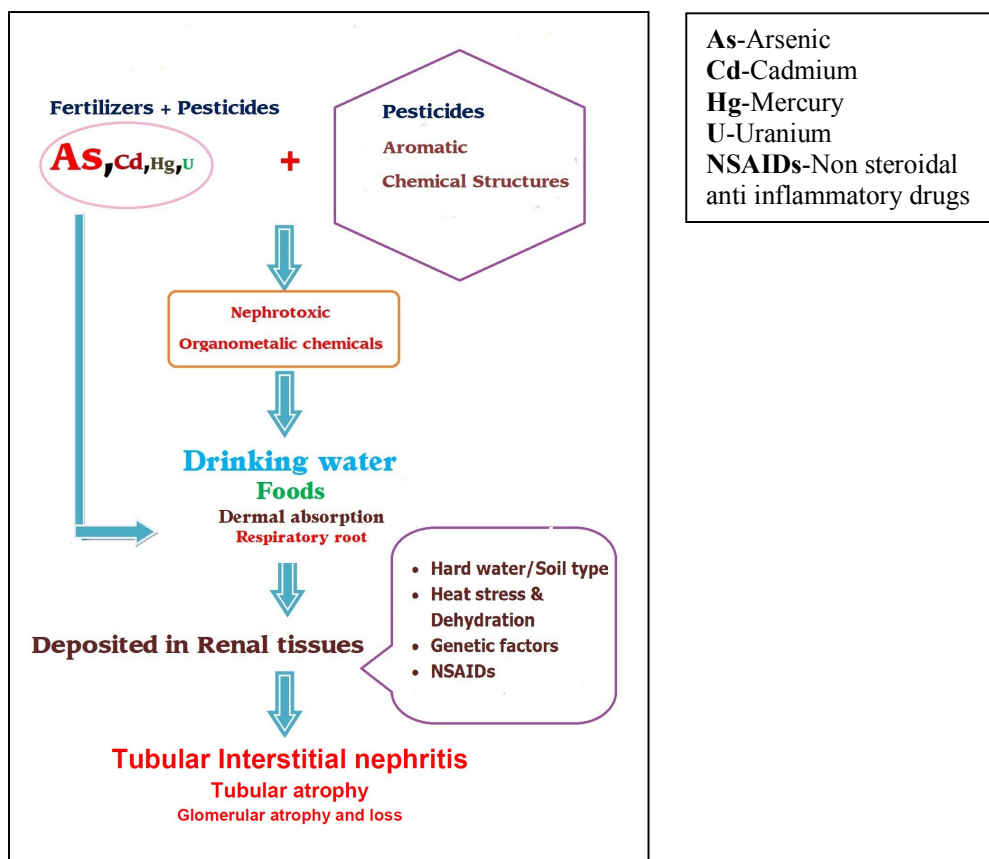 Fertilizers + Pesticides
As,Cd,Hg,U
+
Pesticides
Aromatic
Chemical Structures
Nephrotoxic
Organometalic chemicals
Drinking water
Foods
Dermal absorption
Respiratory root
• Hard water/Soil type
• Heat stress &
Dehydration
• Genetic factors
• NSAIDs
Deposited in Renal tissues
Tubular Interstitial nephritis
Tubular atrophy
Glomerular atrophy and loss
As-Arsenic
Cd-Cadmium
Hg-Mercury
U-Uranium
NSAIDs-Non steroidal
anti inflammatory drugs